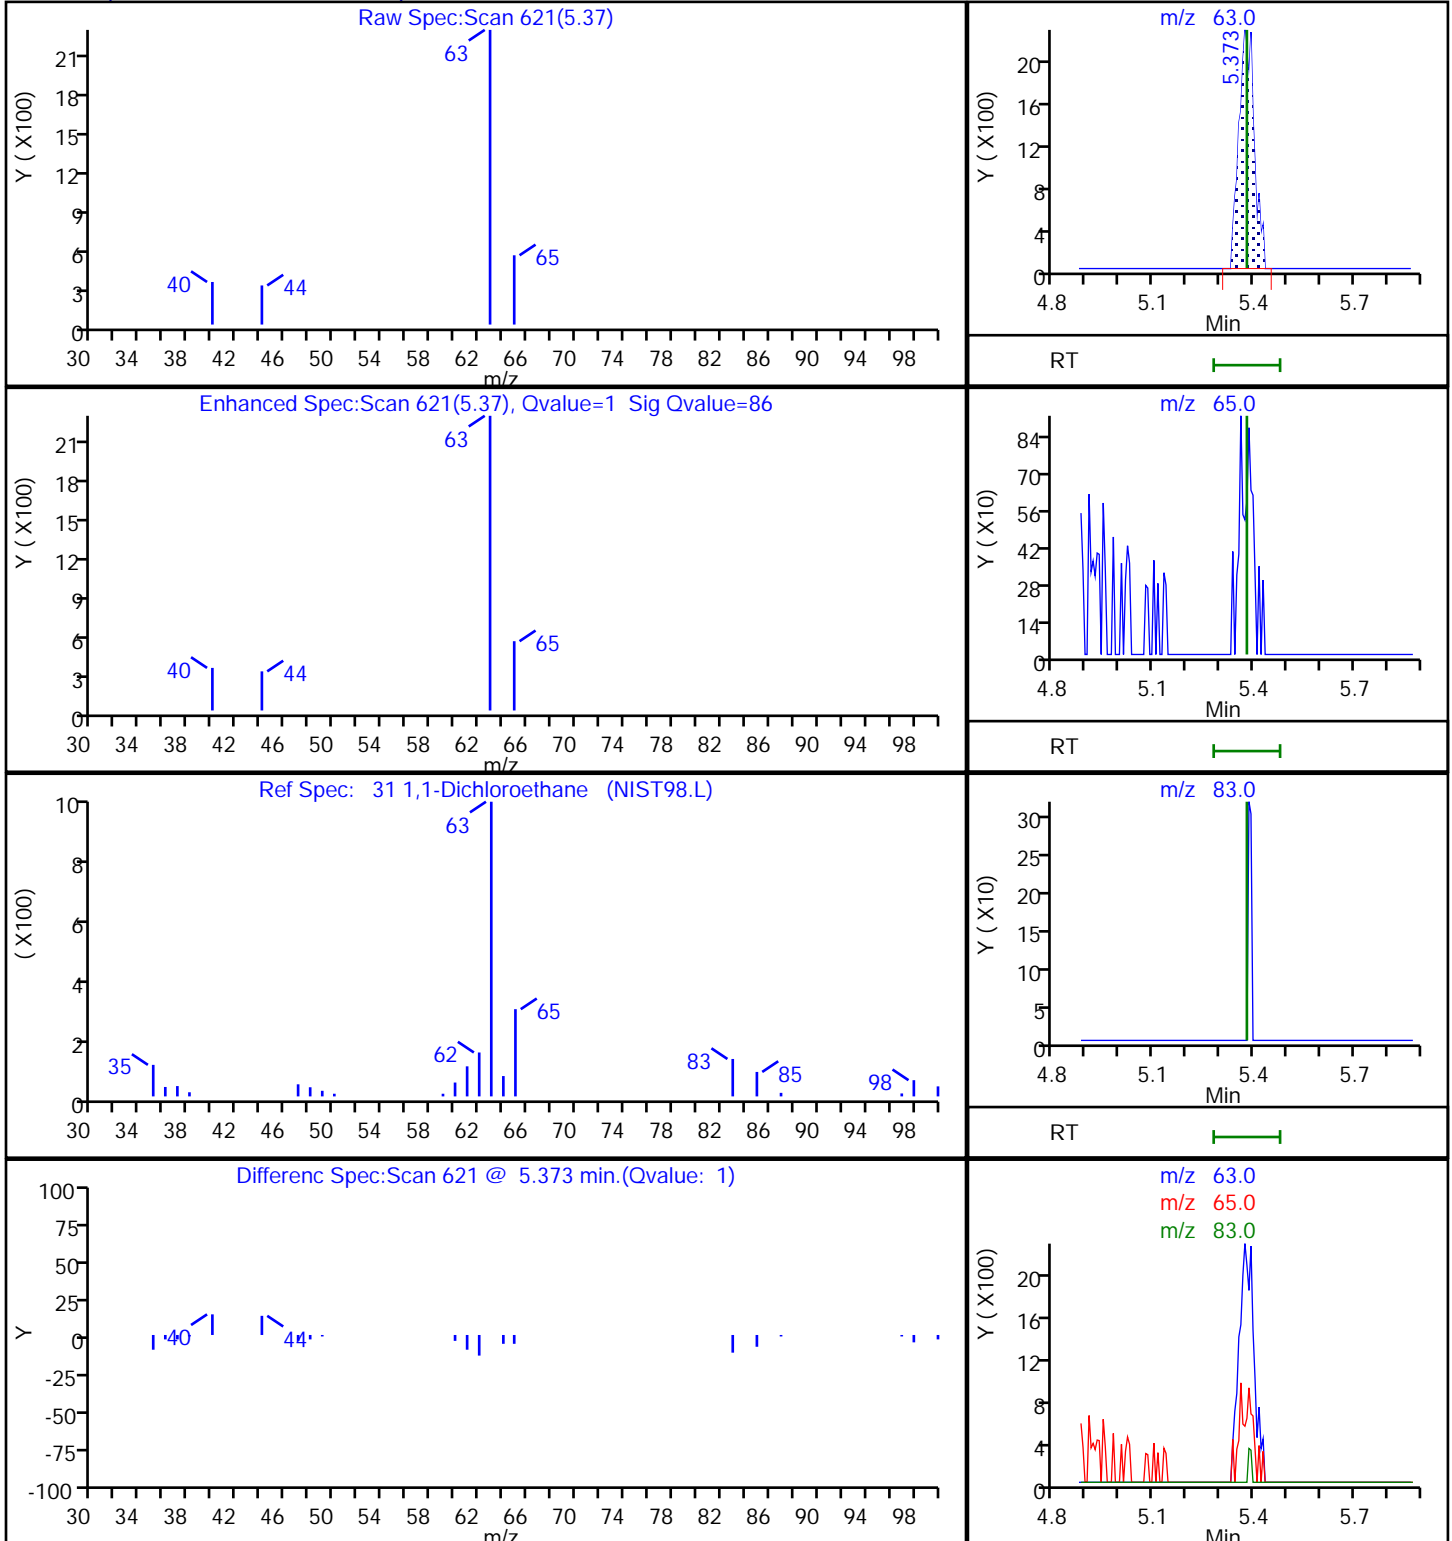 Raw Spec:Scan 621(5.37)
Y ( X100)
21
18
15
12
9
6
3
0
63
40
44
65
30 34 38 42 46 50 54 58 62 66 70 74 78 82 86 90 94 98
m/z
m/z 63.0
Y ( X100)
20
16
12
8
4
0
5.373
4.8 5.1 5.4 5.7
Min
RT
Enhanced Spec:Scan 621(5.37), Qvalue=1 Sig Qvalue=86
Y ( X100)
21
18
15
12
9
6
3
0
63
40
44
65
30 34 38 42 46 50 54 58 62 66 70 74 78 82 86 90 94 98
m/z
m/z 65.0
Y ( X10)
84
70
56
42
28
14
0
4.8 5.1 5.4 5.7
Min
RT
Ref Spec: 31 1,1-Dichloroethane (NIST98.L)
( X100)
10
8
6
4
2
0
63
65
62
35
83
85
98
30 34 38 42 46 50 54 58 62 66 70 74 78 82 86 90 94 98
m/z 83.0
Y ( X10)
30
25
20
15
10
5
0
4.8 5.1 5.4 5.7
Min
RT
Differenc Spec:Scan 621 @ 5.373 min.(Qvalue: 1)
Y
100
75
50
25
0
-25
-50
-75
-100
40
44
30 34 38 42 46 50 54 58 62 66 70 74 78 82 86 90 94 98
m/z
m/z 63.0
m/z 65.0
m/z 83.0
Y ( X100)
20
16
12
8
4
0
4.8 5.1 5.4 5.7
Min